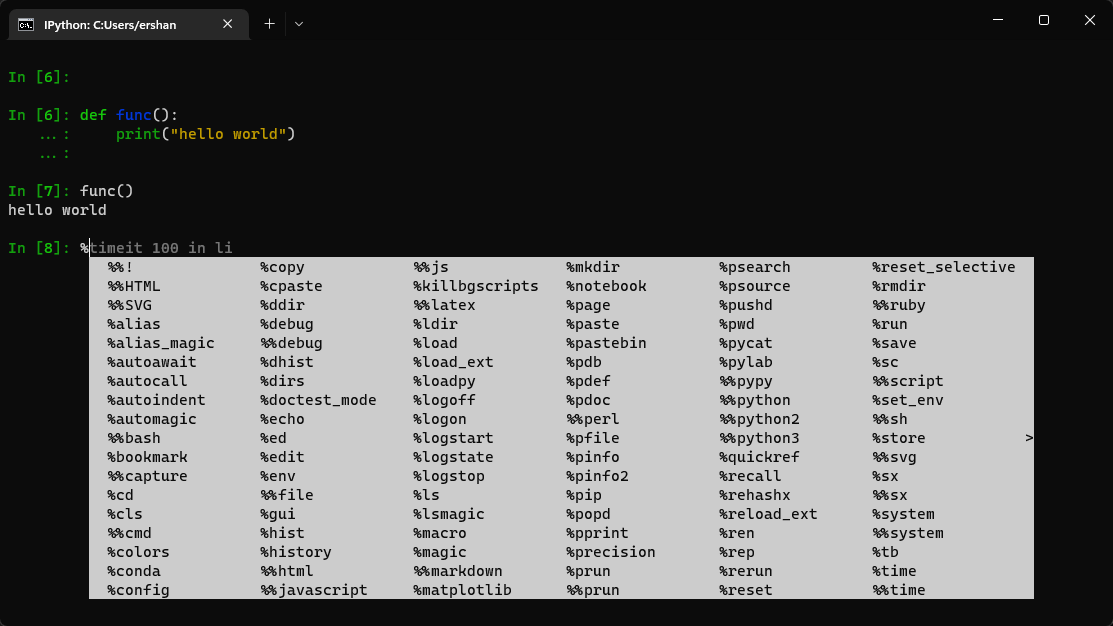 IPython: C:Users/ershan
In [6]:
In [6]: def func():
...: print("hello world")
...:
In [7]: func()
hello world
In [8]: %timeit 100 in li
%%! %copy %%js %mkdir %psearch %reset_selective
%%HTML %cpaste %killbgscripts %notebook %psource %rmdir
%%SVG %ddir %%latex %page %pushd %%ruby
%alias %debug %ldir %paste %pwd %run
%alias_magic %%debug %load %pastebin %pycat %save
%autoawait %dhist %load_ext %pdb %pylab %sc
%autocall %dirs %loadpy %pdef %%pypy %%script
%autoindent %doctest_mode %logoff %pdoc %%python %set_env
%automagic %echo %logon %%perl %%python2 %%sh
%%bash %ed %logstart %pfile %%python3 %store >
%bookmark %edit %logstate %pinfo %quickref %%svg
%%capture %env %logstop %pinfo2 %recall %sx
%cd %%file %ls %pip %rehashx %%sx
%cls %gui %lsmagic %popd %reload_ext %system
%%cmd %hist %macro %pprint %ren %%system
%colors %history %magic %precision %rep %tb
%conda %%html %%markdown %prun %rerun %time
%config %%javascript %matplotlib %%prun %reset %%time